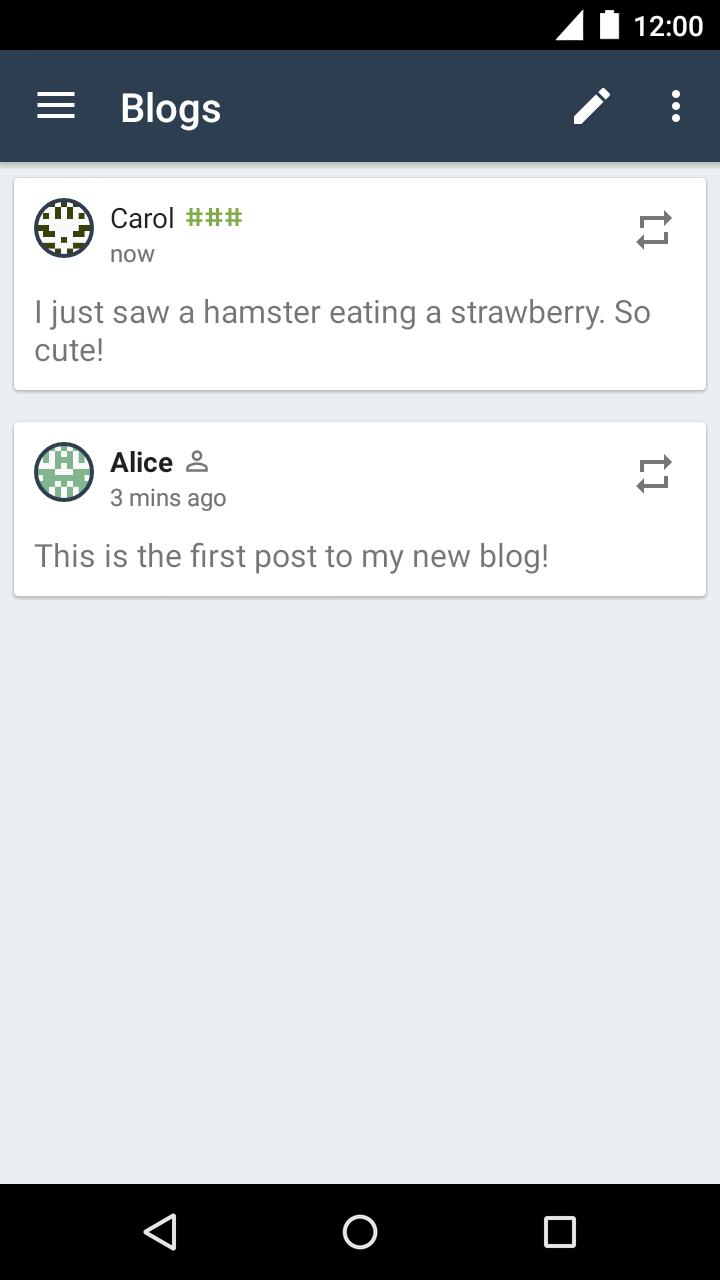 12:00
Blogs
Carol ###
now
I just saw a hamster eating a strawberry. So
cute!
Alice
3 mins ago
This is the first post to my new blog!